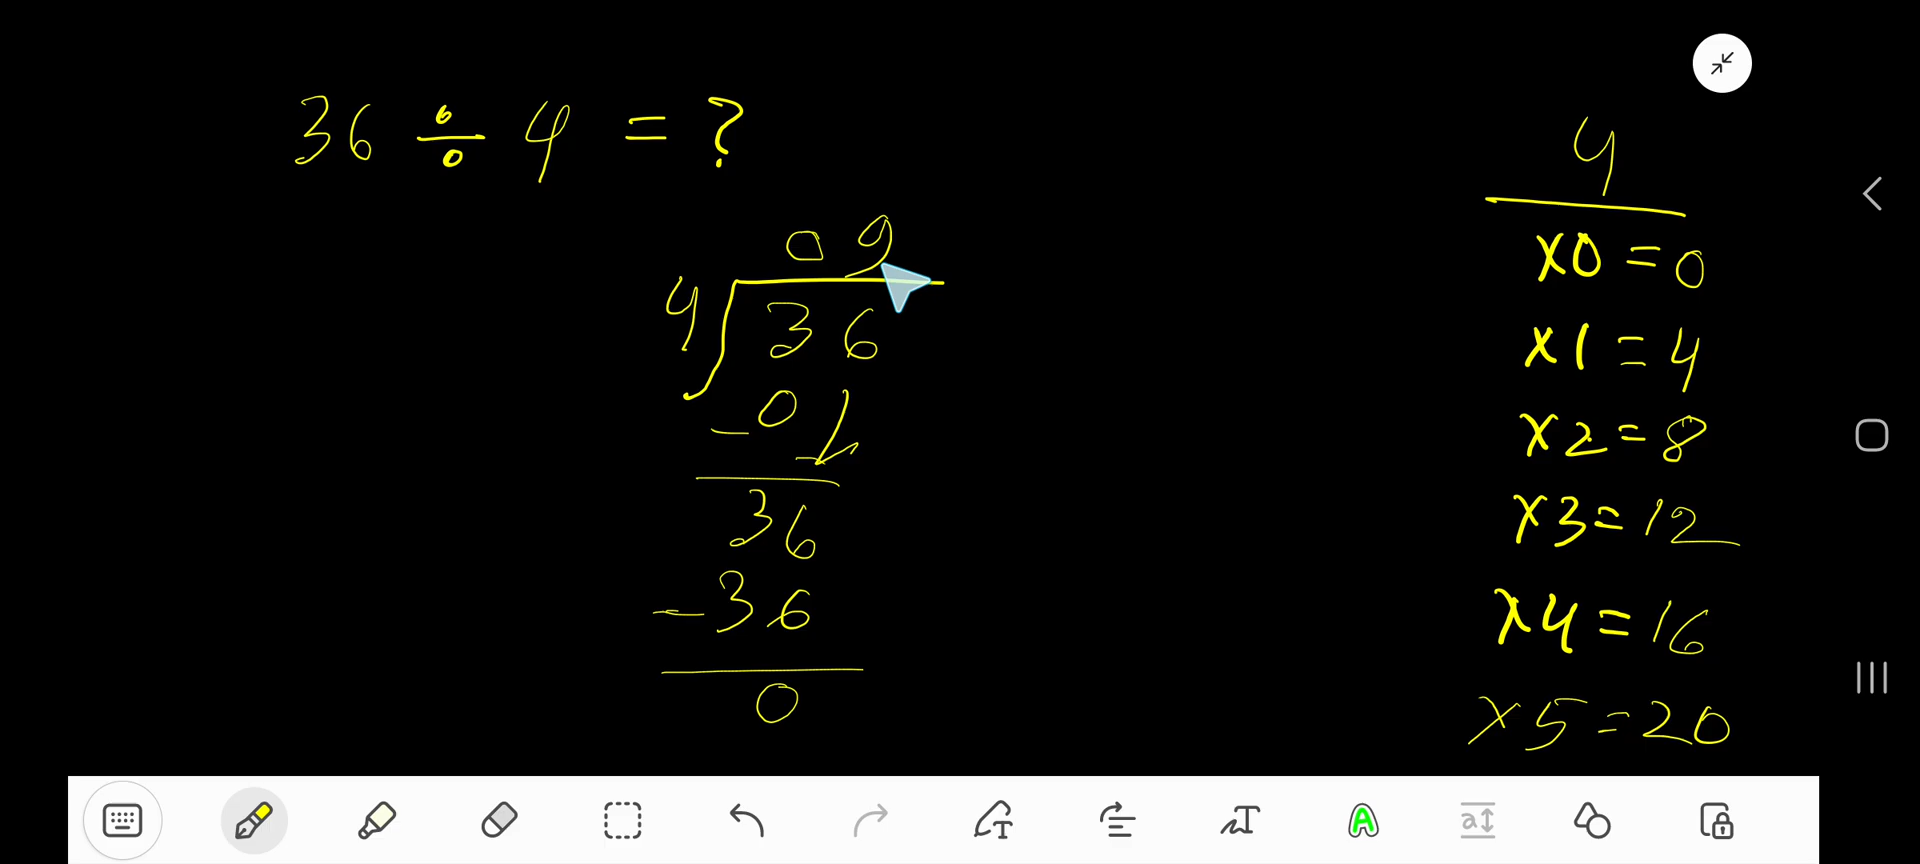 36 ÷ 4 = ?
09
4 36
-0
36
-36
0
4
x0=0
x1=4
x2=8
x3=12
x4=16
x5=20
T
T
A
a